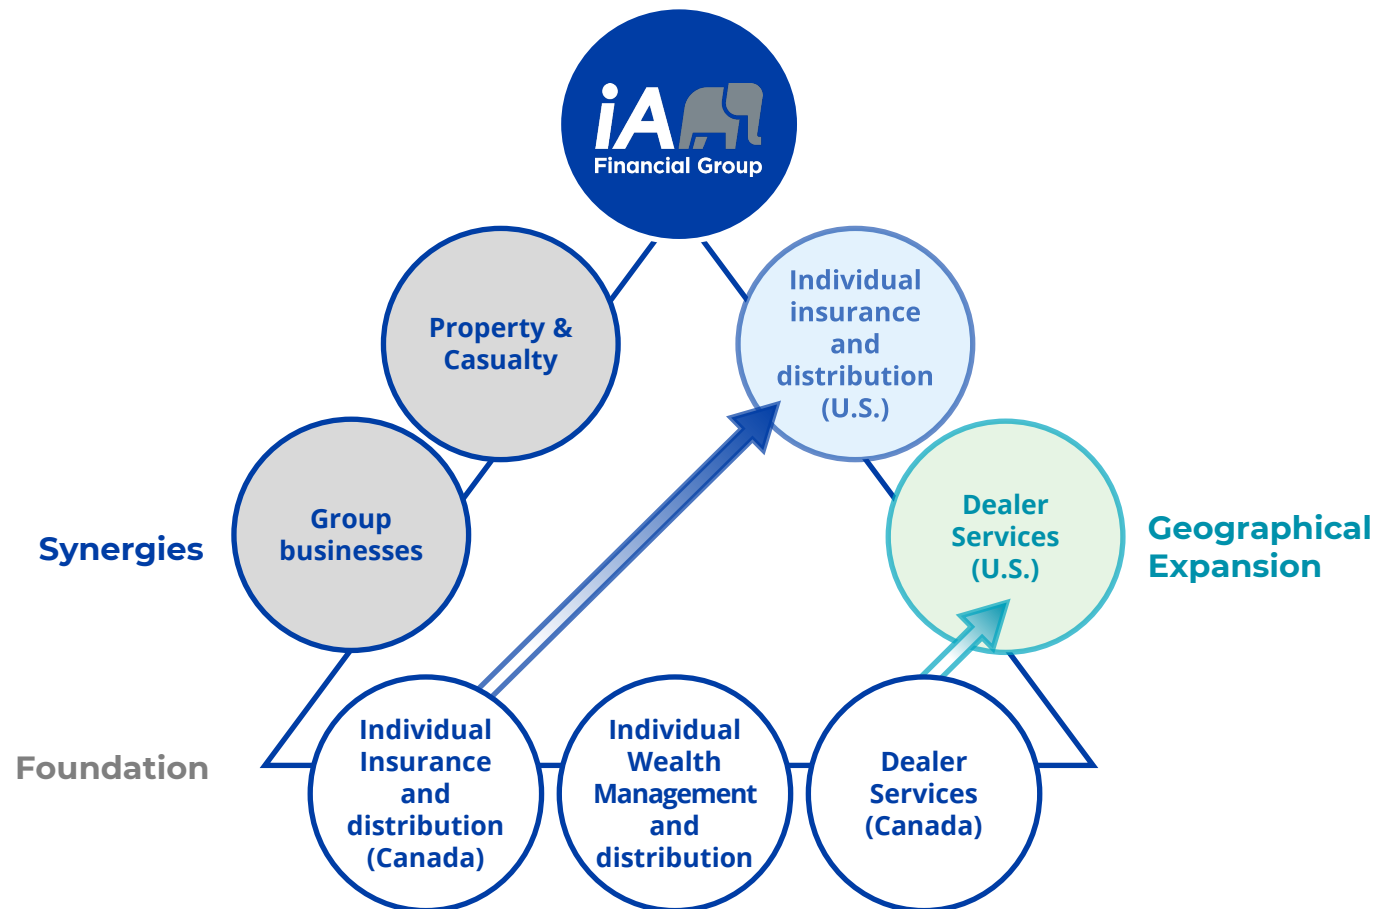 iA
Financial Group
Property &
Casualty
Individual
insurance
and
distribution
(U.S.)
Group
businesses
Dealer
Services
(U.S.)
Synergies
Geographical
Expansion
Foundation
Individual
Insurance
and
distribution
(Canada)
Individual
Wealth
Management
and
distribution
Dealer
Services
(Canada)